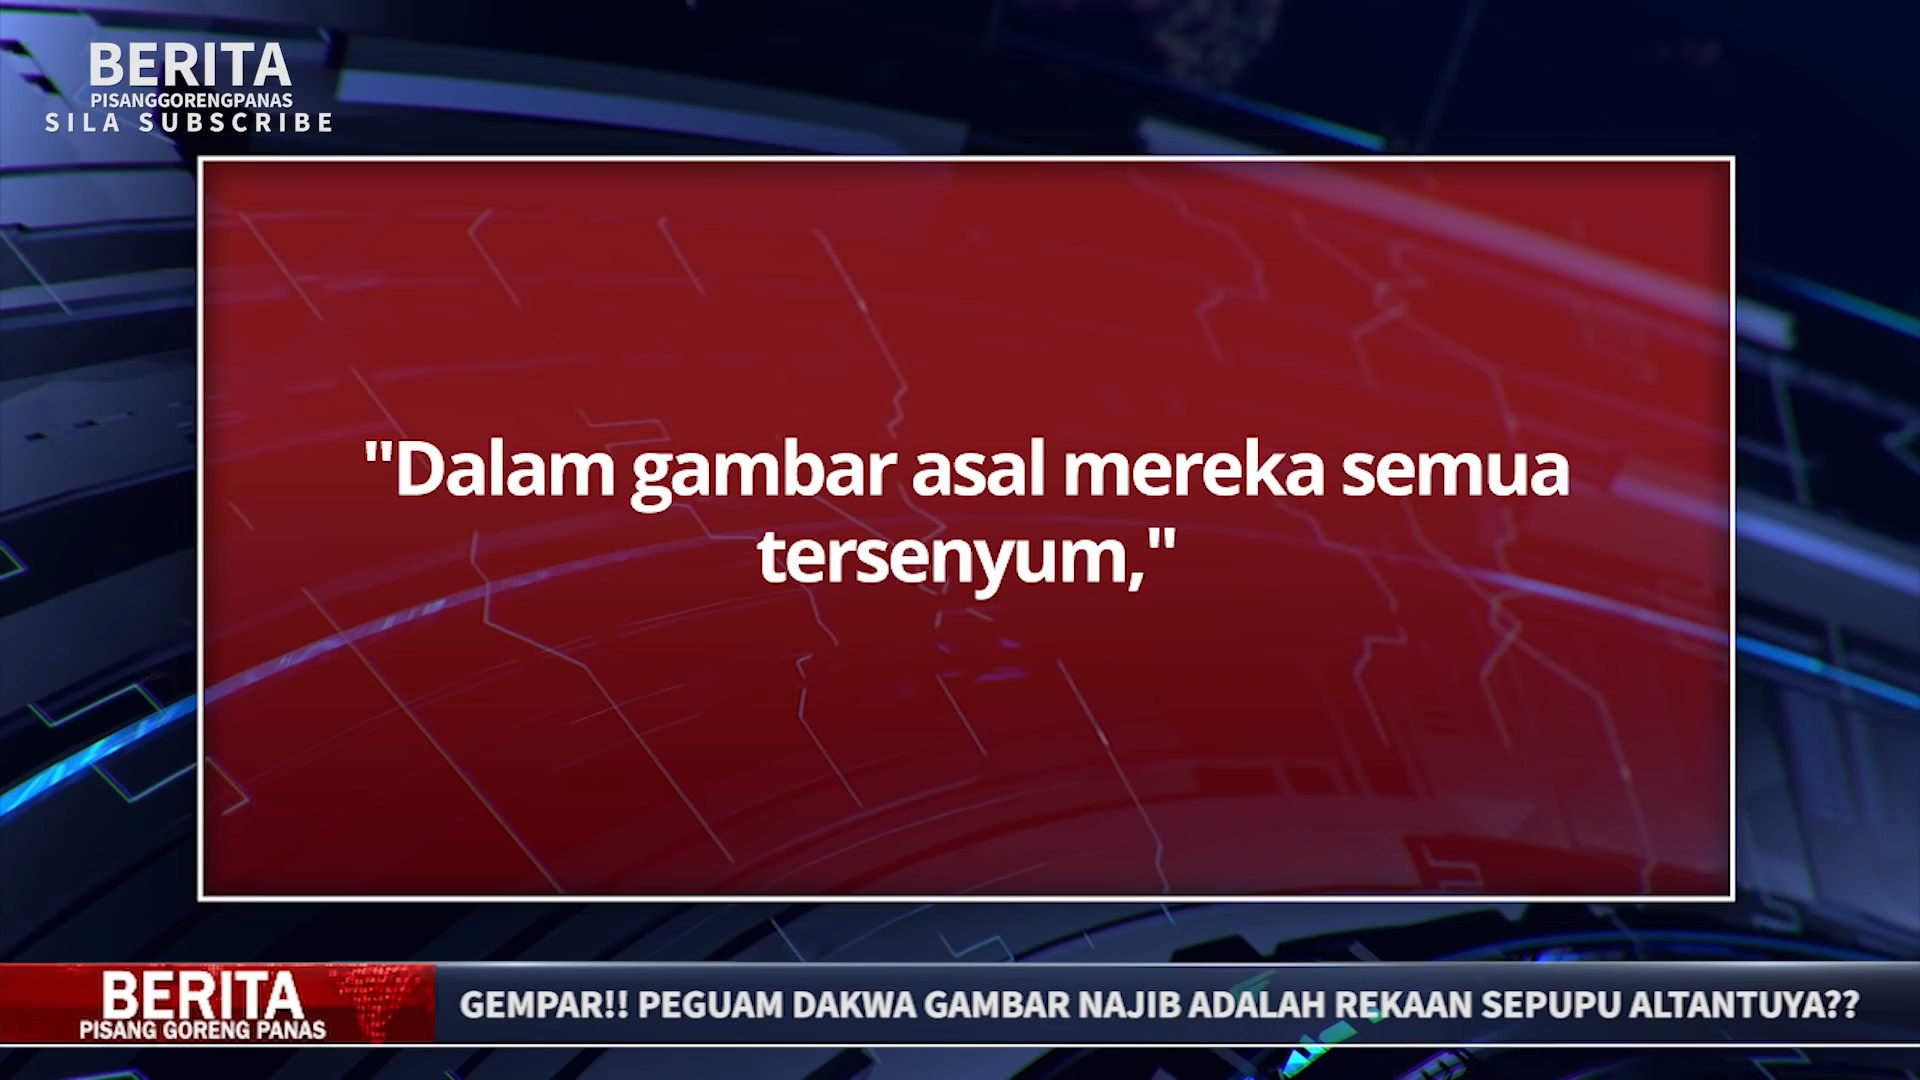 BERITA
PISANGGORENGPANAS
SILA SUBSCRIBE
"Dalam gambar asal mereka semua
tersenyum,"
BERITA
PISANG GORENG PANAS
GEMPAR!! PEGUAM DAKWA GAMBAR NAJIB ADALAH REKAAN SEPUPU ALTANTUYA??